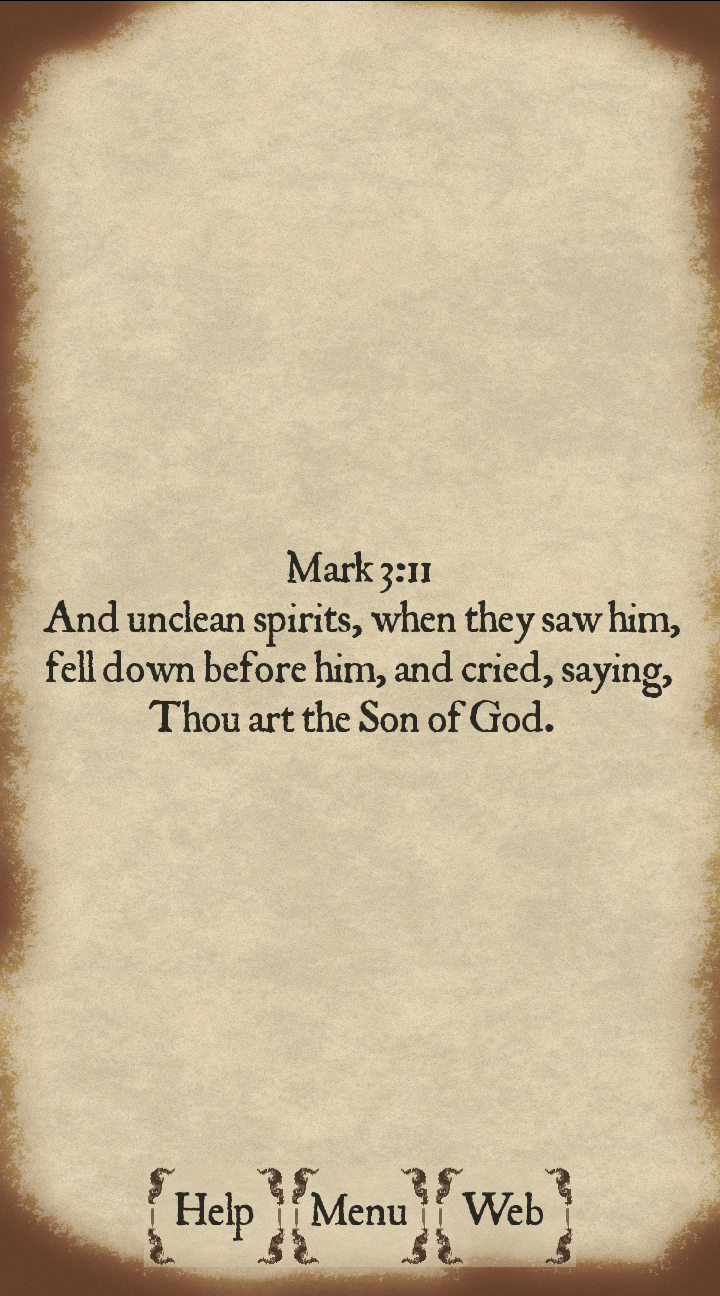 Mark 3:11
And unclean spirits, when they saw him,
fell down before him, and cried, saying,
Thou art the Son of God.
Help Menu Web